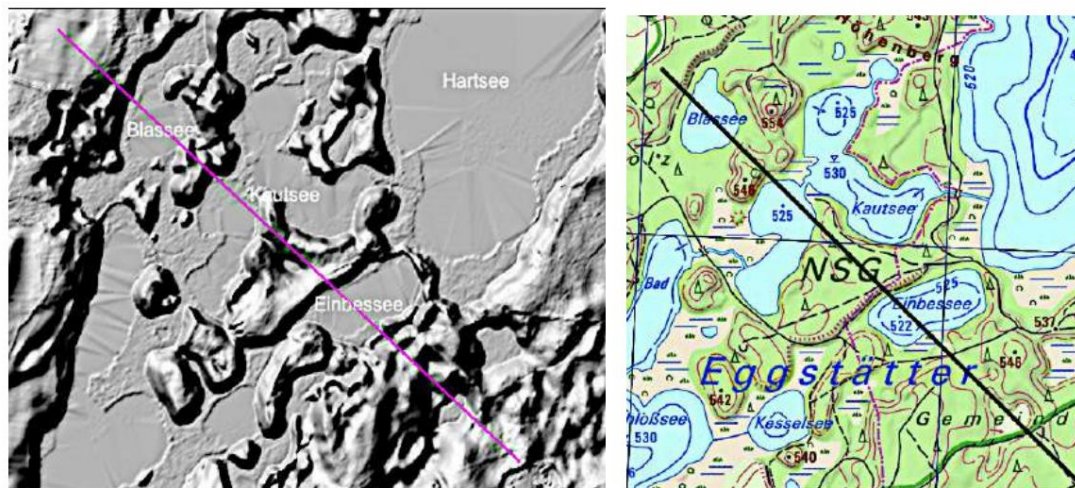 Hartsee
Blassee
Kautsee
Einbessee
Höhenberg
Blassee
554
525
520
530
546
525
Kautsee
NSG
Bad
525
Einbessee
522
537
546
Eggstätter
542
Kesselsee
Gemeind
530
540